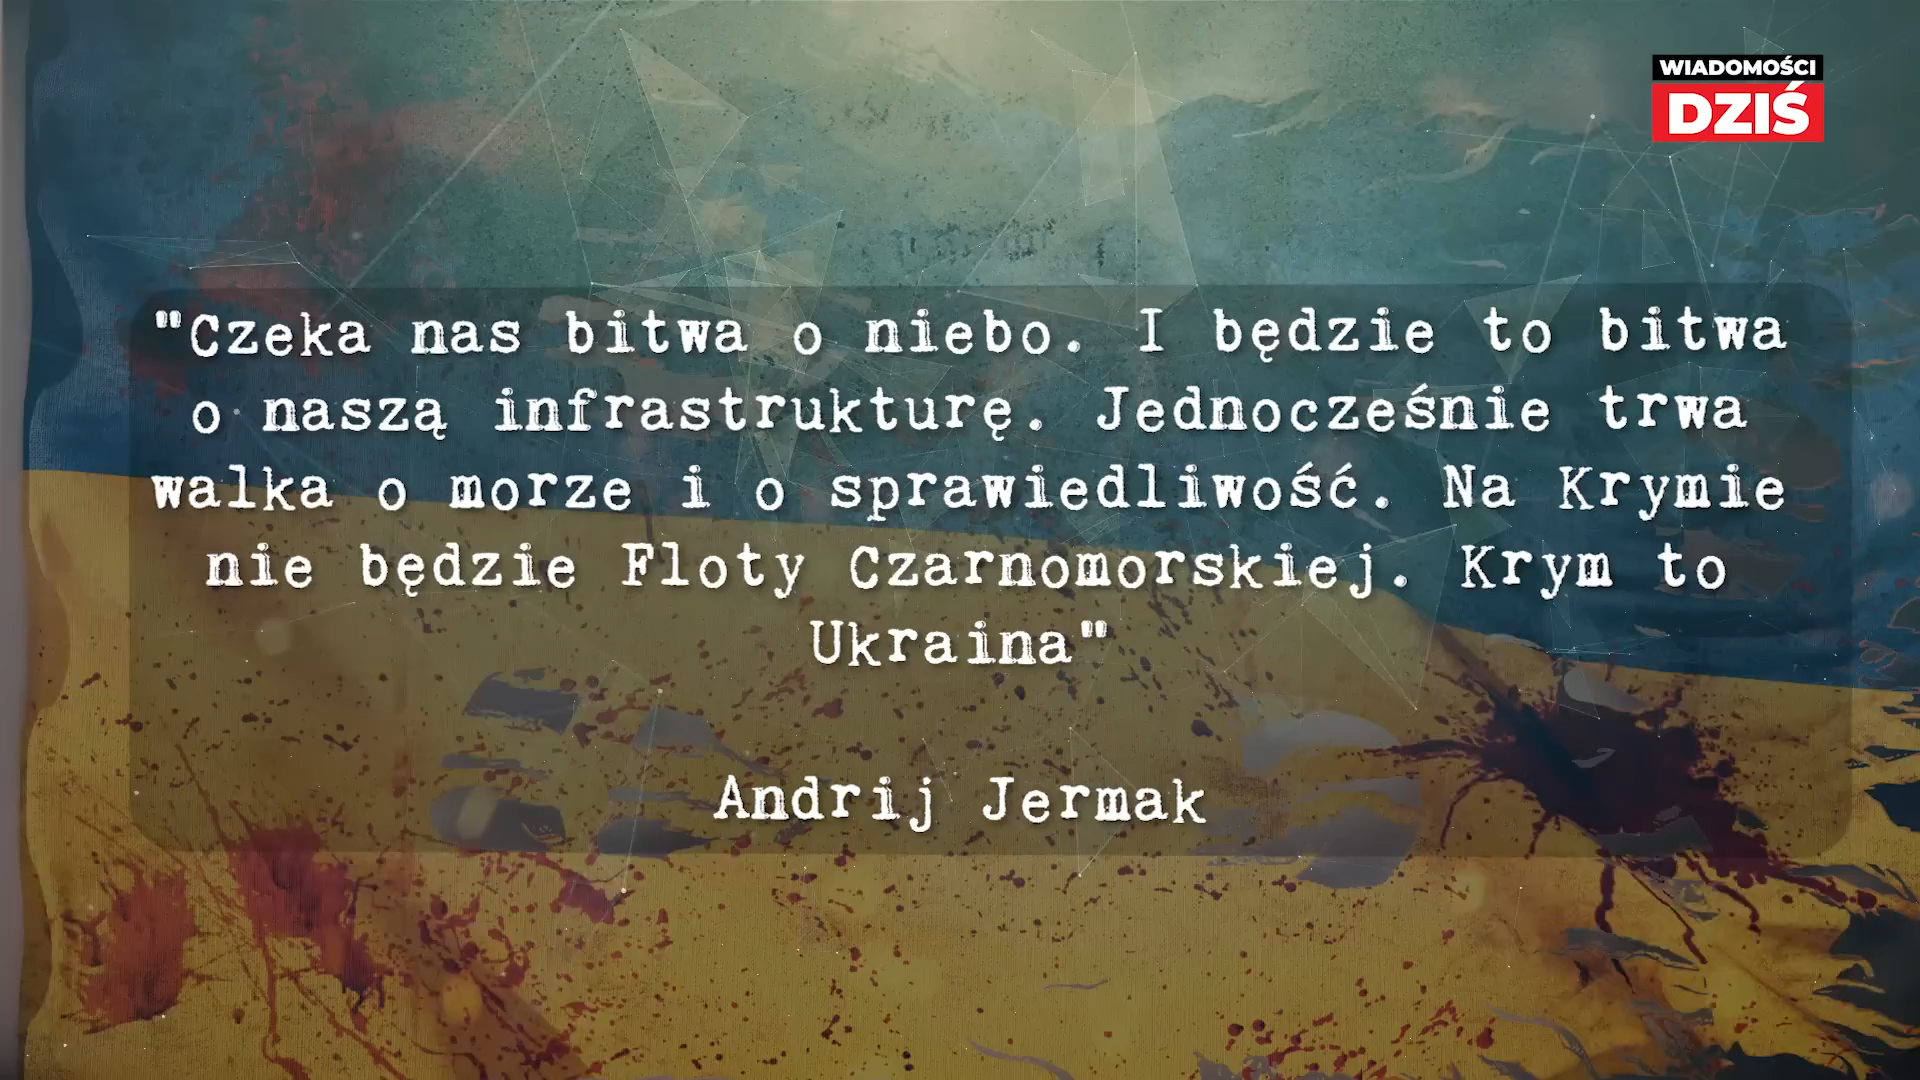 WIADOMOŚCI
DZIŚ
"Czeka nas bitwa o niebo. I będzie to bitwa
o naszą infrastrukturę. Jednocześnie trwa
walka o morze i o sprawiedliwość. Na Krymie
nie będzie Floty Czarnomorskiej. Krym to
Ukraina"
Andrij Jermak